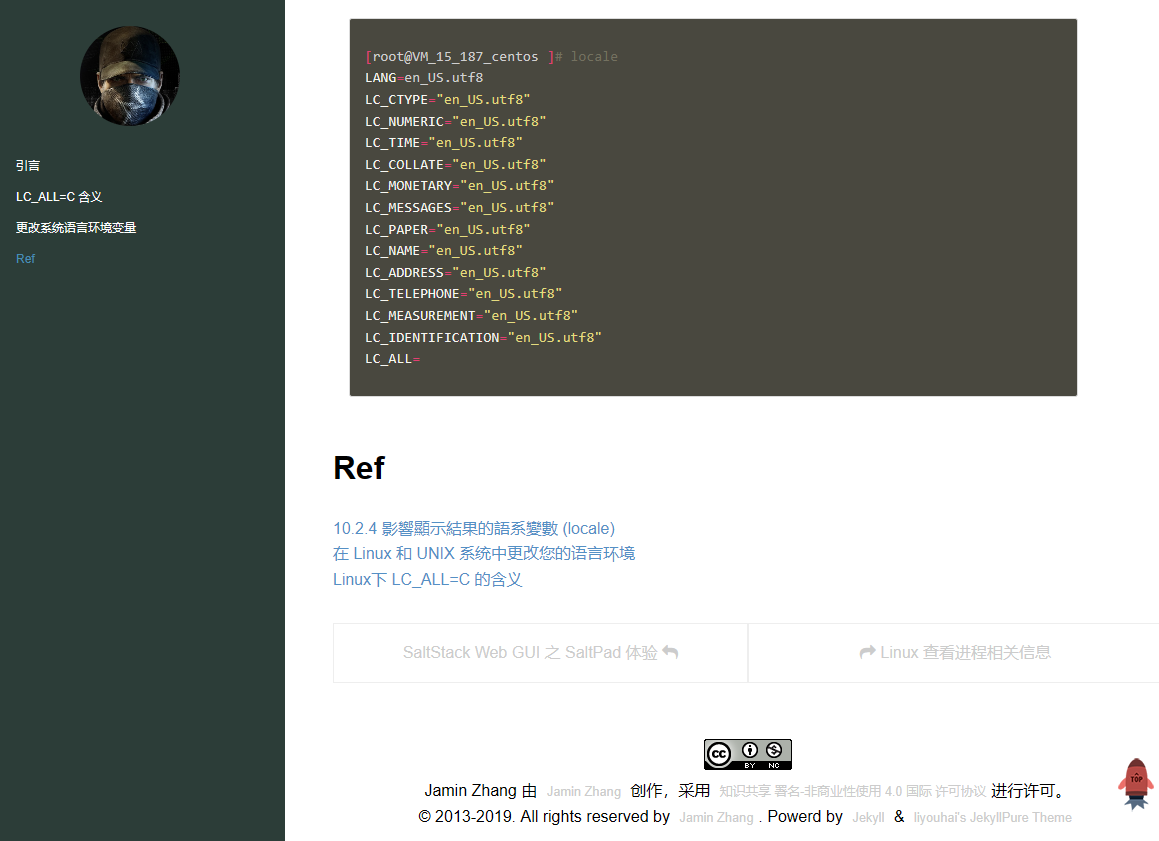 引言
LC_ALL=C 含义
更改系统语言环境变量
Ref
[root@VM_15_187_centos ]# locale
LANG=en_US.utf8
LC_CTYPE="en_US.utf8"
LC_NUMERIC="en_US.utf8"
LC_TIME="en_US.utf8"
LC_COLLATE="en_US.utf8"
LC_MONETARY="en_US.utf8"
LC_MESSAGES="en_US.utf8"
LC_PAPER="en_US.utf8"
LC_NAME="en_US.utf8"
LC_ADDRESS="en_US.utf8"
LC_TELEPHONE="en_US.utf8"
LC_MEASUREMENT="en_US.utf8"
LC_IDENTIFICATION="en_US.utf8"
LC_ALL=
Ref
10.2.4 影響顯示結果的語系變數 (locale)
在 Linux 和 UNIX 系统中更改您的语言环境
Linux下 LC_ALL=C 的含义
SaltStack Web GUI 之 SaltPad 体验
Linux 查看进程相关信息
CC BY NC
Jamin Zhang 由 Jamin Zhang 创作，采用 知识共享 署名-非商业性使用 4.0 国际 许可协议 进行许可。
© 2013-2019. All rights reserved by Jamin Zhang . Powerd by Jekyll & liyouhai's JekyllPure Theme
TOP